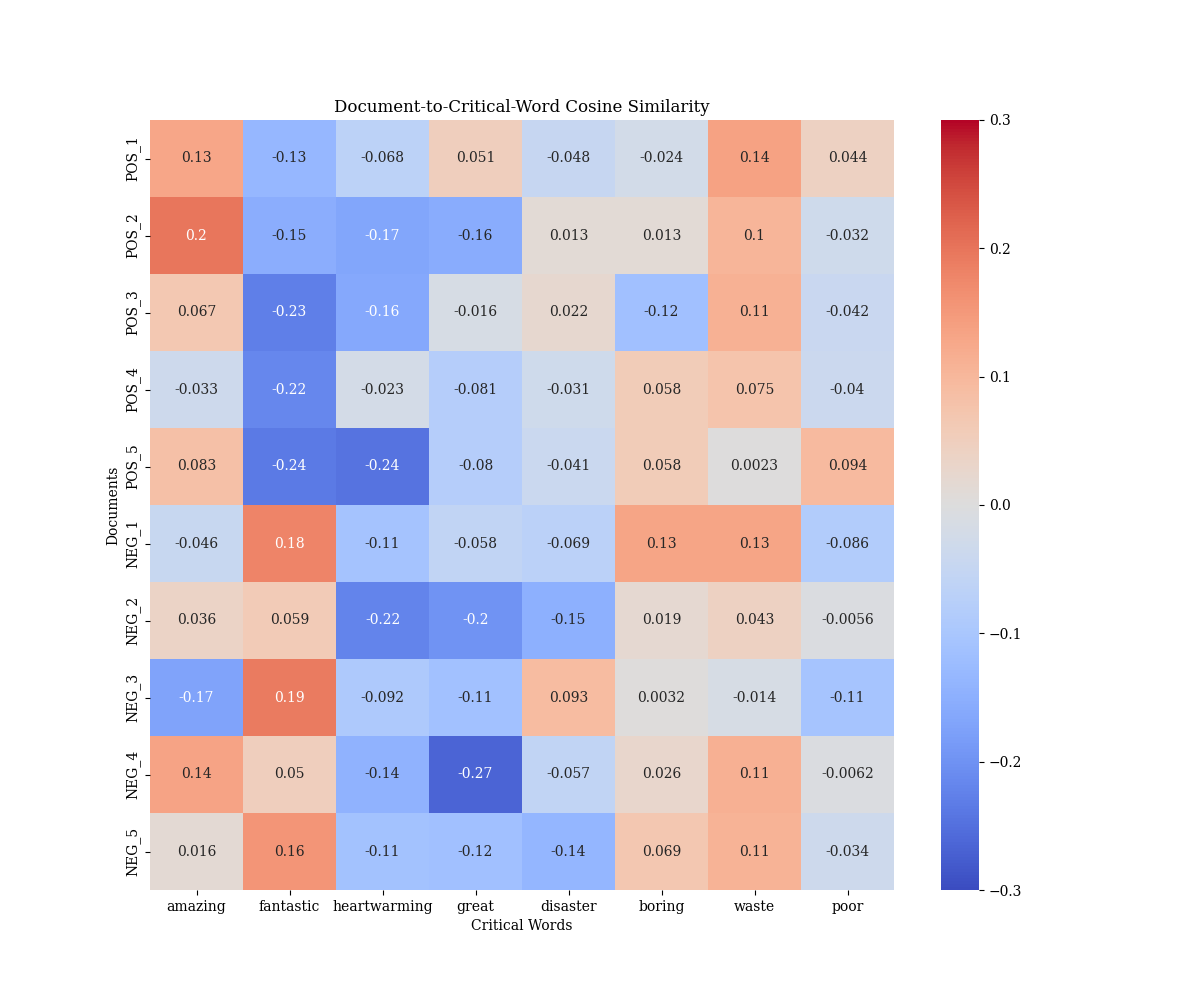 Document-to-Critical-Word Cosine Similarity
Documents
POS_1 0.13 -0.13 -0.068 0.051 -0.048 -0.024 0.14 0.044
POS_2 0.2 -0.15 -0.17 -0.16 0.013 0.013 0.1 -0.032
POS_3 0.067 -0.23 -0.16 -0.016 0.022 -0.12 0.11 -0.042
POS_4 -0.033 -0.22 -0.023 -0.081 -0.031 0.058 0.075 -0.04
POS_5 0.083 -0.24 -0.24 -0.08 -0.041 0.058 0.0023 0.094
NEG_1 -0.046 0.18 -0.11 -0.058 -0.069 0.13 0.13 -0.086
NEG_2 0.036 0.059 -0.22 -0.2 -0.15 0.019 0.043 -0.0056
NEG_3 -0.17 0.19 -0.092 -0.11 0.093 0.0032 -0.014 -0.11
NEG_4 0.14 0.05 -0.14 -0.27 -0.057 0.026 0.11 -0.0062
NEG_5 0.016 0.16 -0.11 -0.12 -0.14 0.069 0.11 -0.034
amazing fantastic heartwarming great disaster boring waste poor
Critical Words
0.3
0.2
0.1
0.0
−0.1
−0.2
−0.3